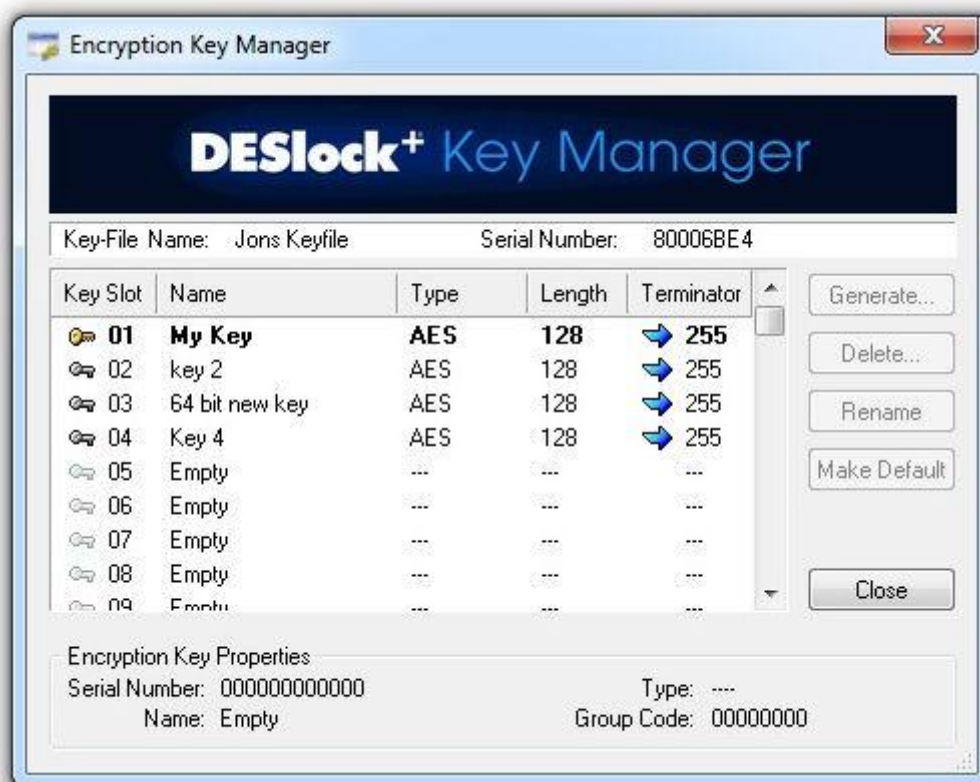 Encryption Key Manager
DESlock+ Key Manager
Key-File Name: Jons Keyfile Serial Number: 80006BE4
Key Slot Name Type Length Terminator
01 My Key AES 128 255
02 key 2 AES 128 255
03 64 bit new key AES 128 255
04 Key 4 AES 128 255
05 Empty --- --- ---
06 Empty --- --- ---
07 Empty --- --- ---
08 Empty --- --- ---
09 Empty --- --- ---
Generate...
Delete...
Rename
Make Default
Close
Encryption Key Properties
Serial Number: 000000000000 Type: ----
Name: Empty Group Code: 00000000